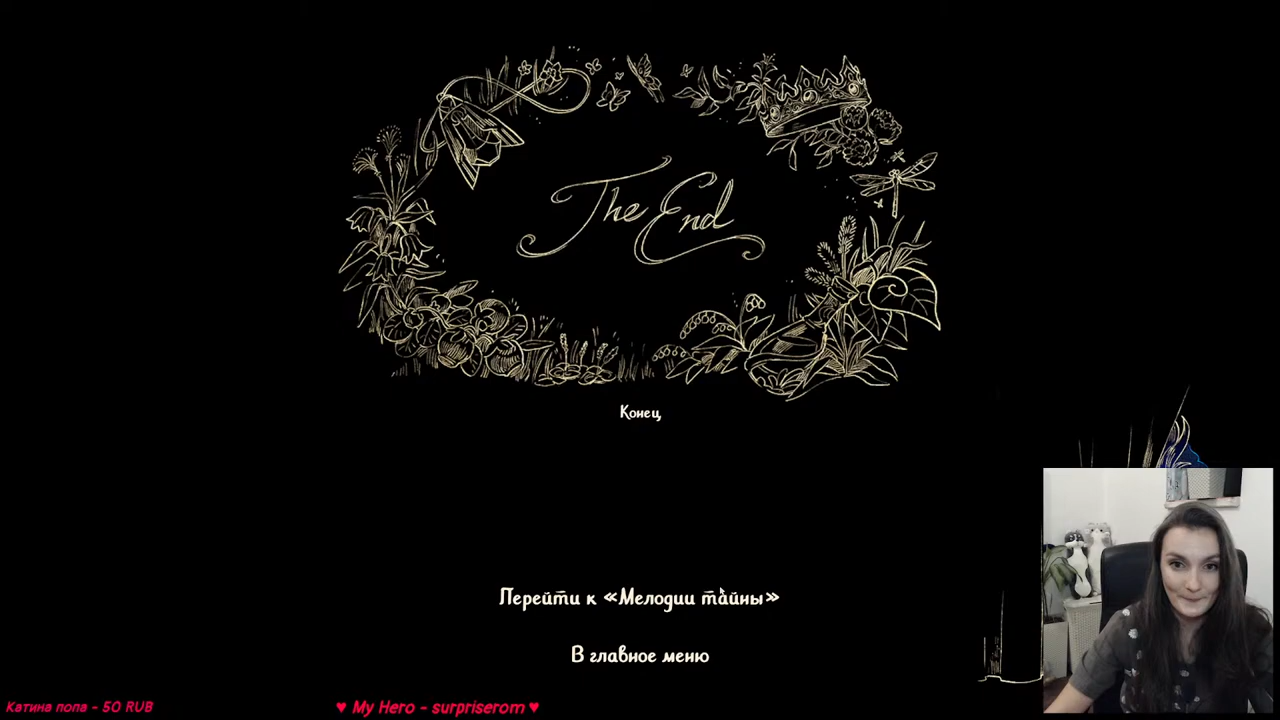 The End
Конец
Перейти к «Мелодии тайны»
В главное меню
Катина попа - 50 RUB
♥ My Hero - surpriserom ♥